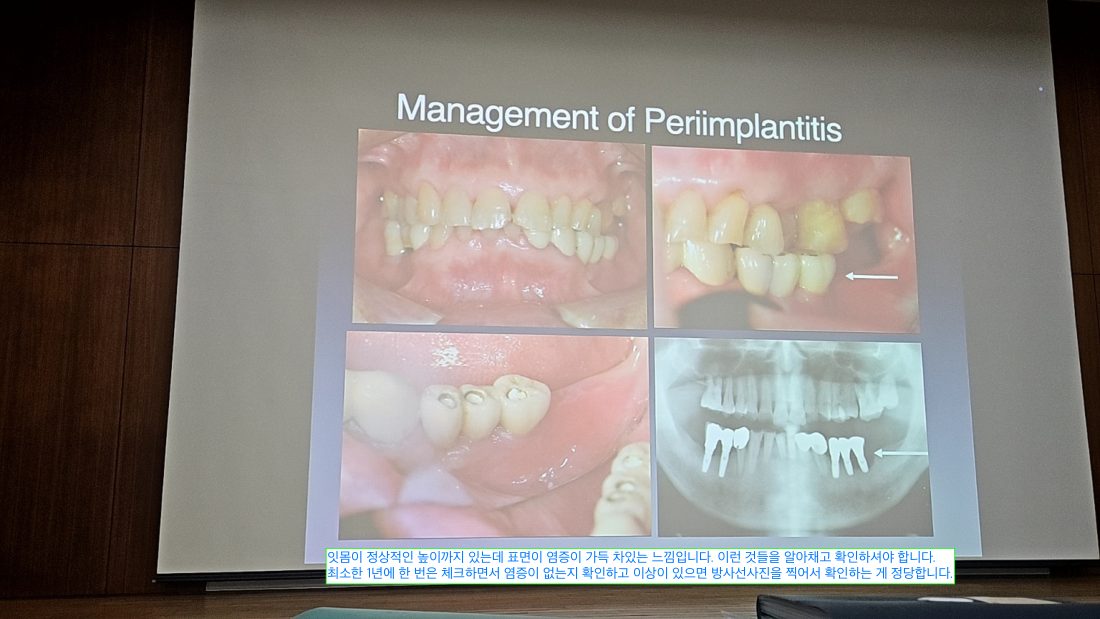 Management of Periimplantitis
잇몸이 정상적인 높이까지 있는데 표면이 염증이 가득 차있는 느낌입니다. 이런 것들을 알아채고 확인하셔야 합니다.
최소한 1년에 한 번은 체크하면서 염증이 없는지 확인하고 이상이 있으면 방사선사진을 찍어서 확인하는 게 정당합니다.